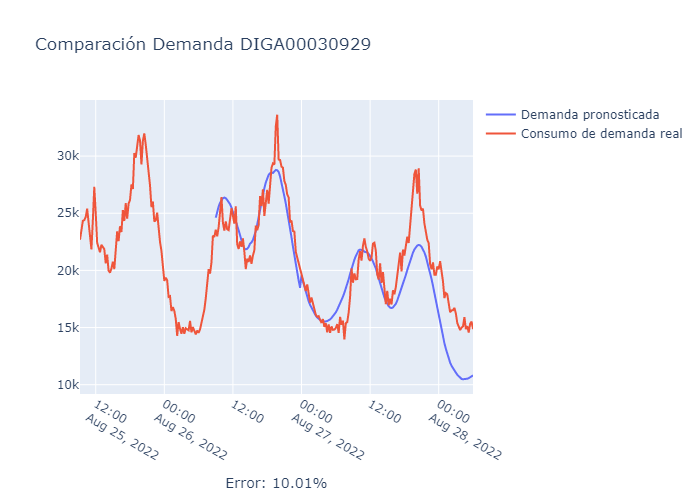 Comparación Demanda DIGA00030929
Demanda pronosticada
Consumo de demanda real
30k
25k
20k
15k
10k
12:00
Aug 25, 2022
00:00
Aug 26, 2022
12:00
00:00
Aug 27, 2022
12:00
00:00
Aug 28, 2022
Error: 10.01%